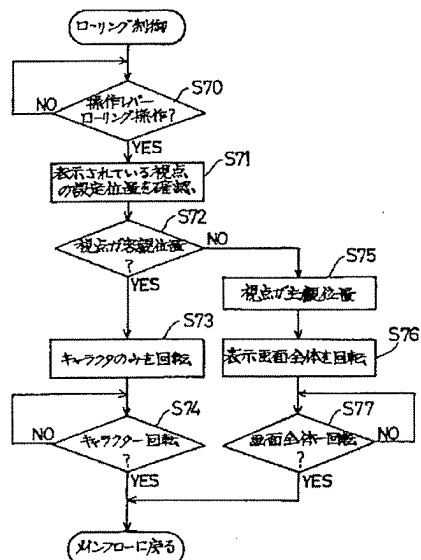 ローリング制御
S70
操作レバー
ローリング操作?
NO
YES
S71
表示されている視点
の設定位置を確認
S72
視点が客観位置
?
NO
YES
S75
視点が主観位置
S73
キャラクタのみを回転
S76
表示画面全体を回転
S74
キャラクター回転
?
NO
YES
S77
画面全体一回転
?
NO
YES
メインフローに戻る